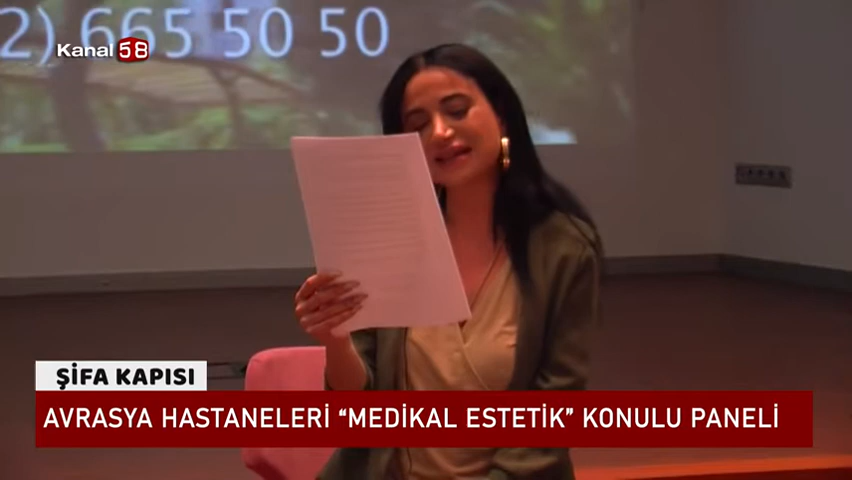 2) 665 50 50
Kanal 58
ŞİFA KAPISI
AVRASYA HASTANELERİ “MEDİKAL ESTETİK” KONULU PANELİ